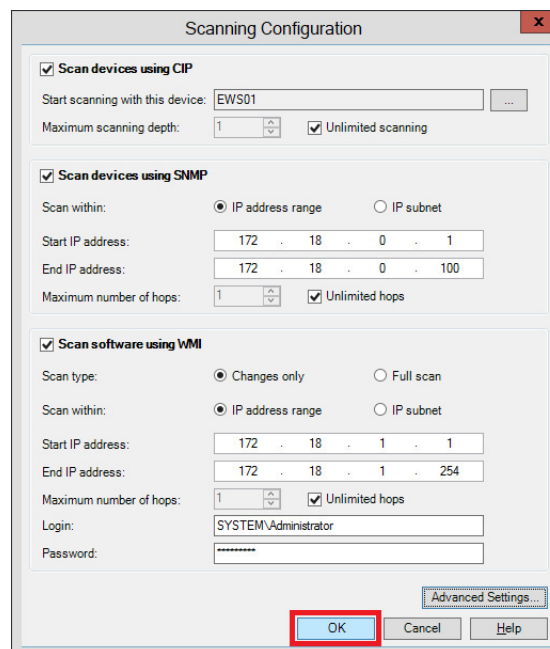 Scanning Configuration
x
Scan devices using CIP
Start scanning with this device: EWS01 ...
Maximum scanning depth: 1 Unlimited scanning
Scan devices using SNMP
Scan within: IP address range IP subnet
Start IP address: 172 . 18 . 0 . 1
End IP address: 172 . 18 . 0 . 100
Maximum number of hops: 1 Unlimited hops
Scan software using WMI
Scan type: Changes only Full scan
Scan within: IP address range IP subnet
Start IP address: 172 . 18 . 1 . 1
End IP address: 172 . 18 . 1 . 254
Maximum number of hops: 1 Unlimited hops
Login: SYSTEM\Administrator
Password: *********
Advanced Settings...
OK Cancel Help